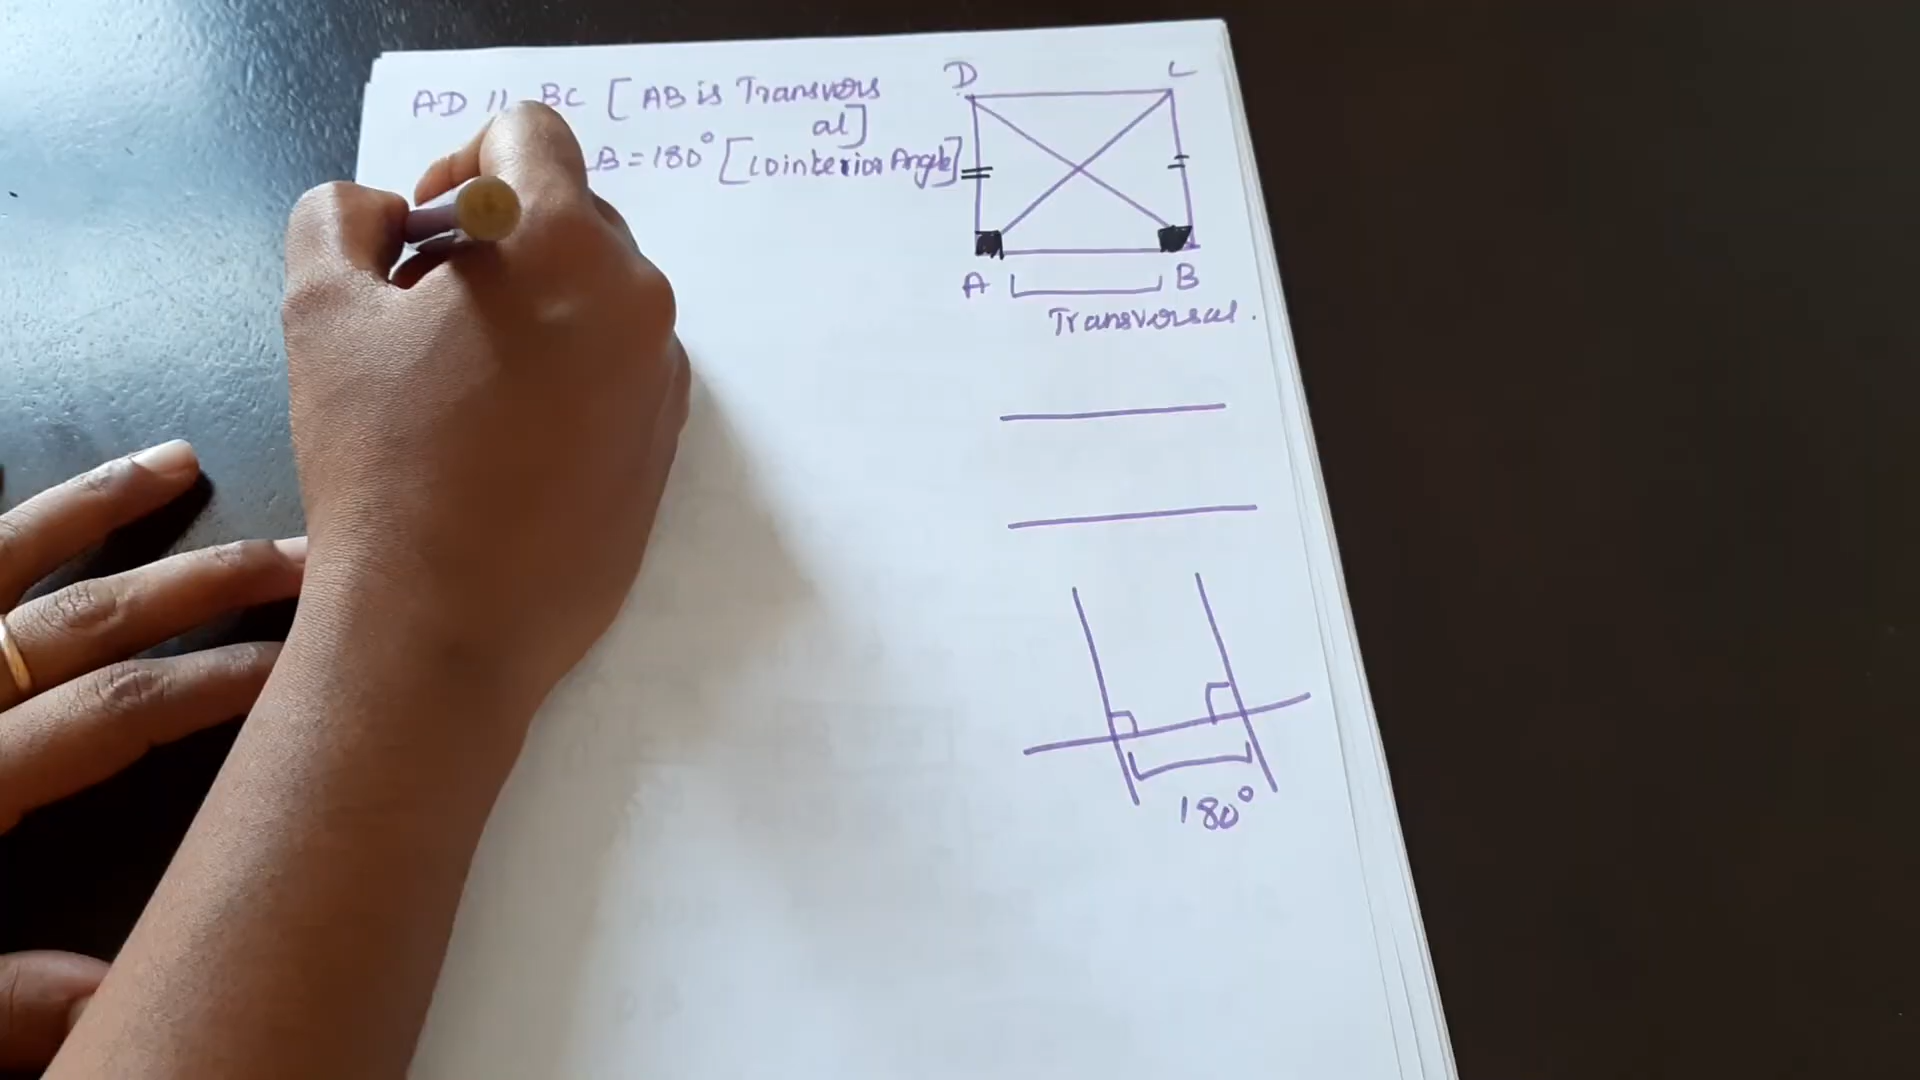 AD || BC [AB is Transvers
al]
B = 180° [Cointerior Angle]
D C
A B
Transversal.
180°